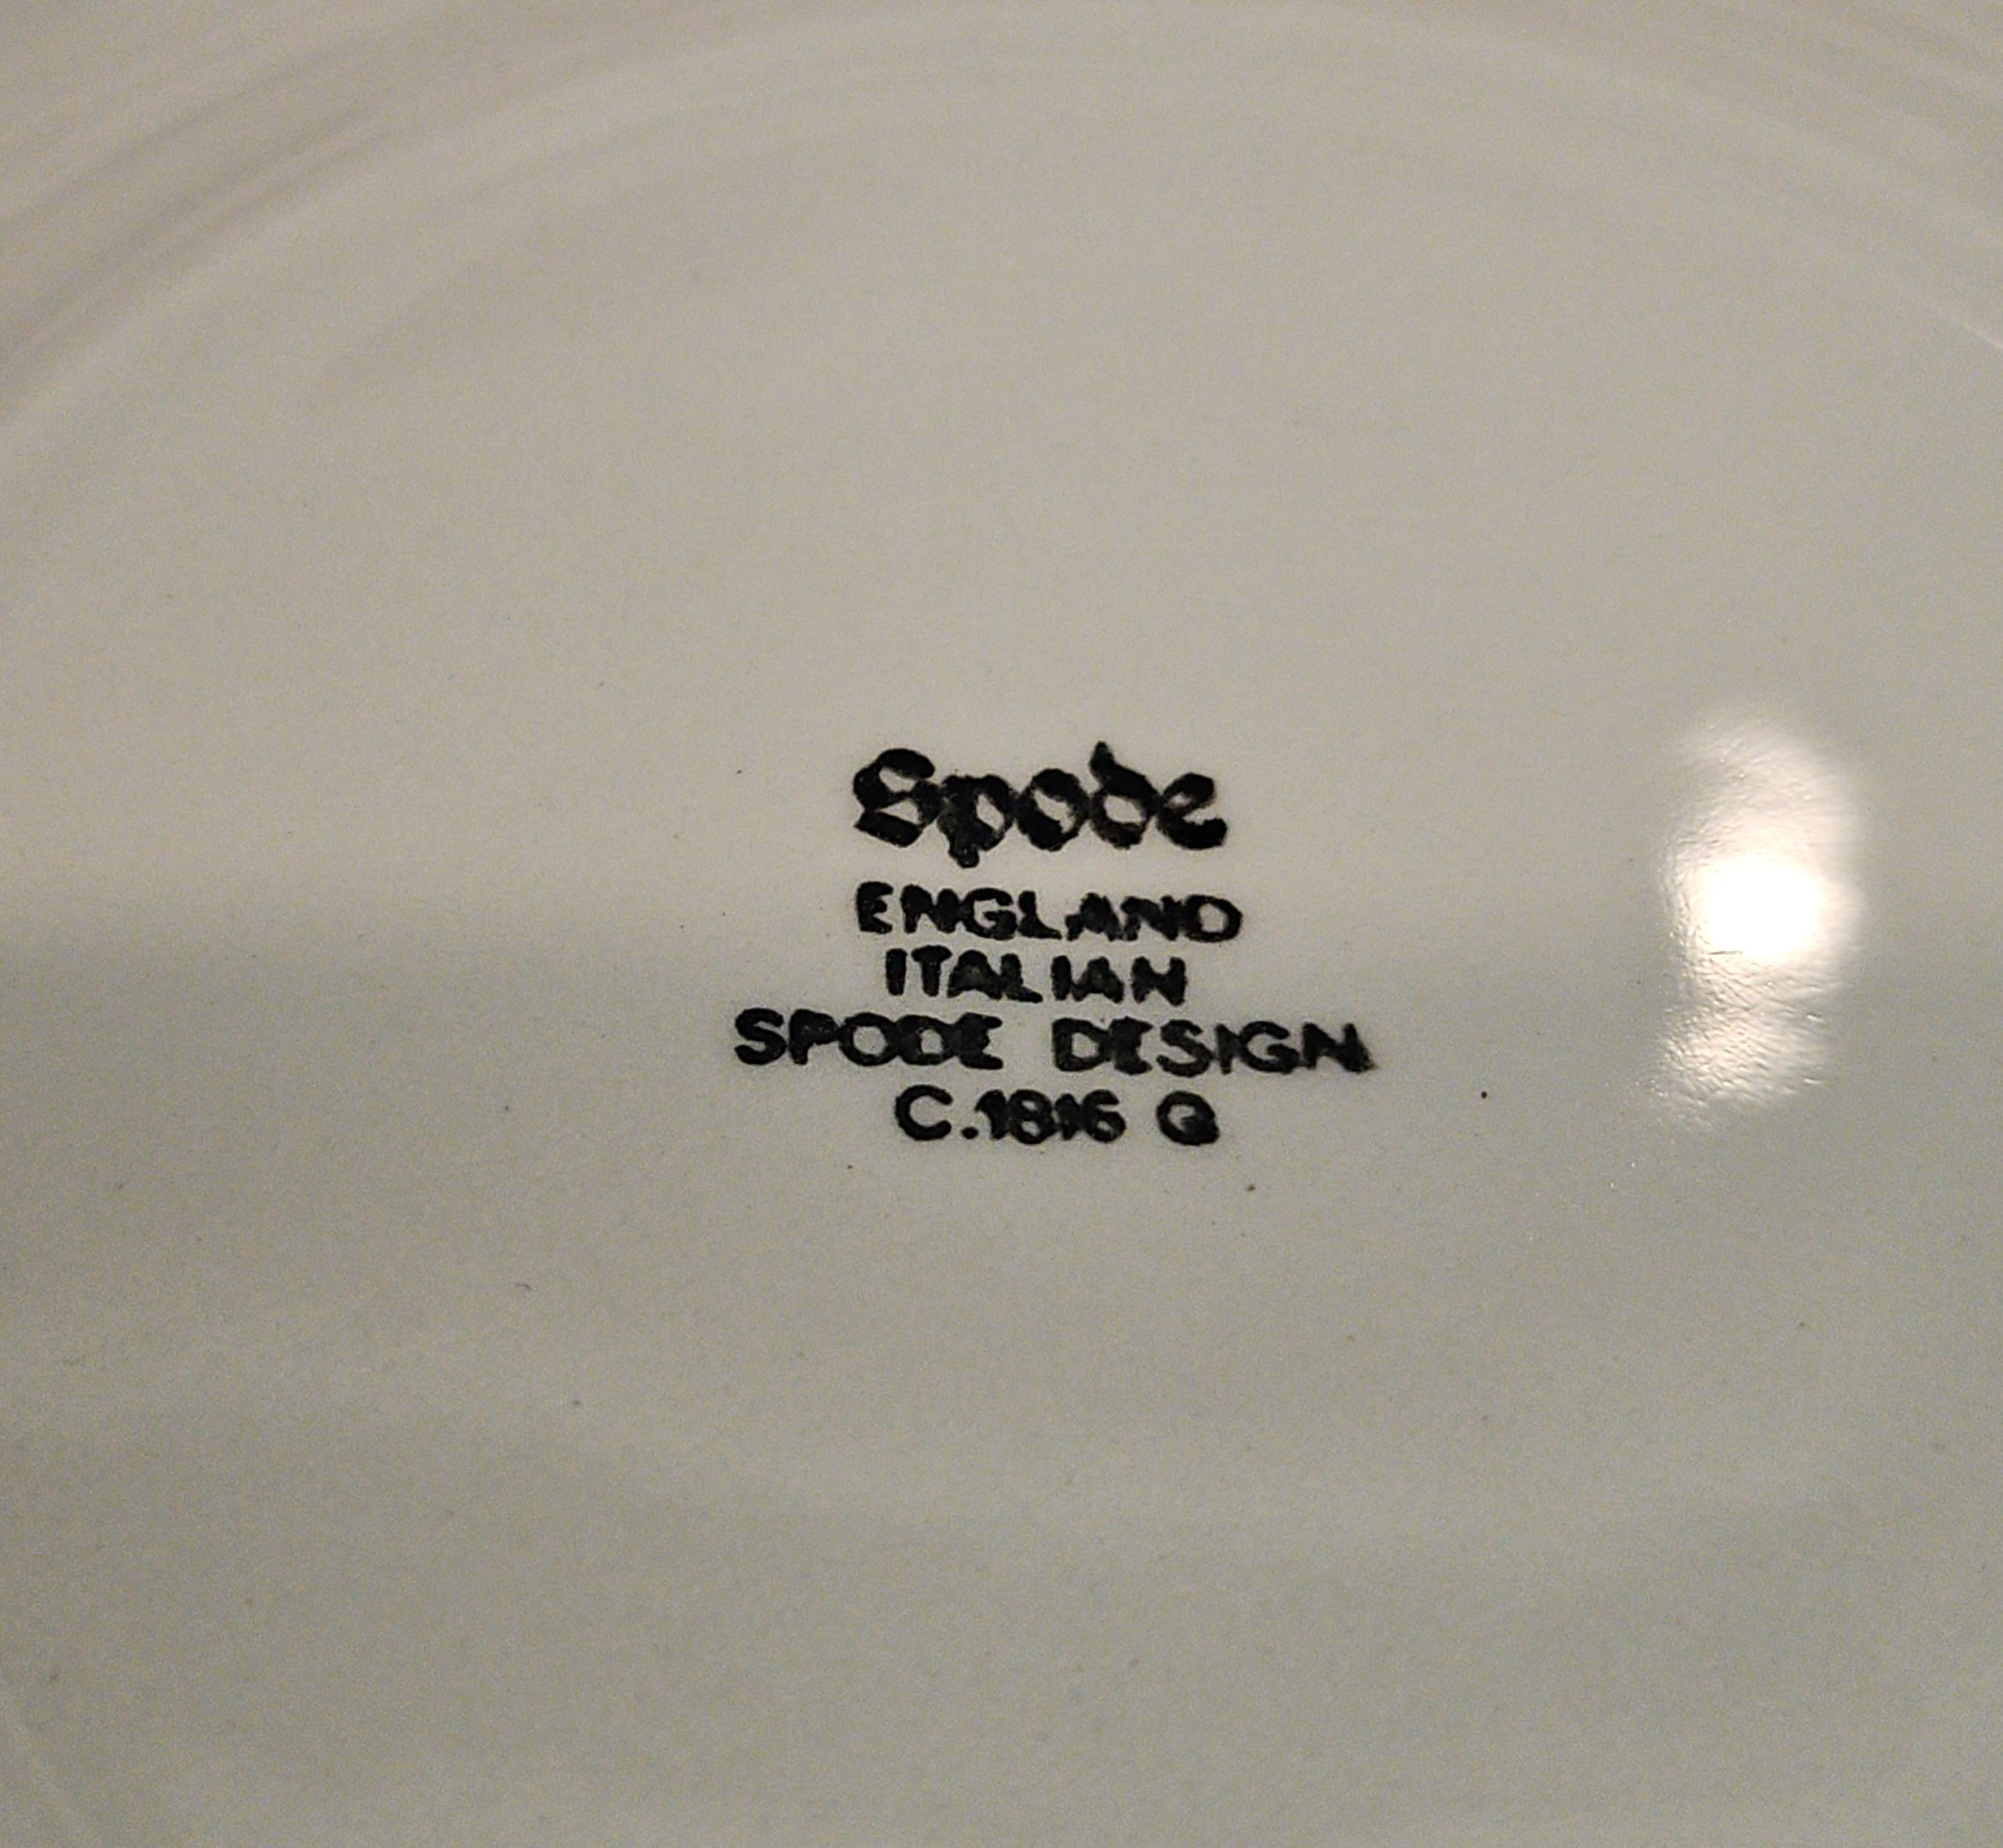 Spode
ENGLAND
ITALIAN
SPODE DESIGN
C.1816 Q